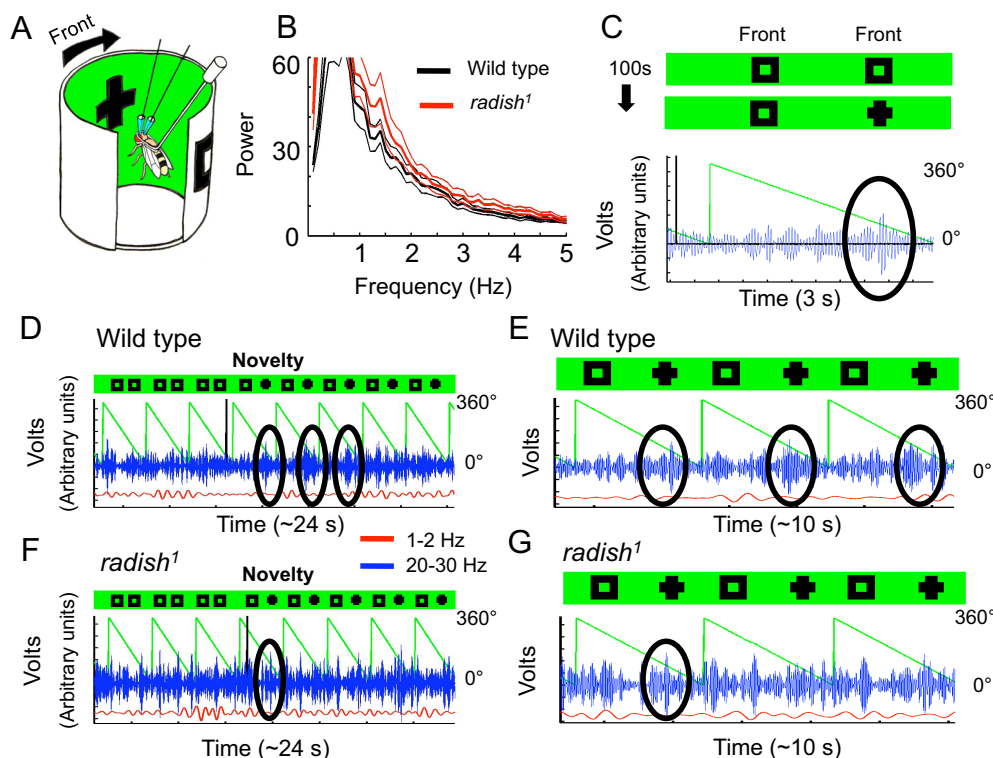 A
Front
B
60
30
0
Power
Wild type
radish¹
1
2
3
4
5
Frequency (Hz)
C
Front Front
100s
360°
0°
Volts
(Arbitrary units)
Time (3 s)
D
Wild type
Novelty
360°
0°
Volts
(Arbitrary units)
Time (~24 s)
E
Wild type
360°
0°
Volts
Time (~10 s)
F
radish¹
1-2 Hz
20-30 Hz
Novelty
360°
0°
Volts
(Arbitrary units)
Time (~24 s)
G
radish¹
360°
0°
Volts
Time (~10 s)